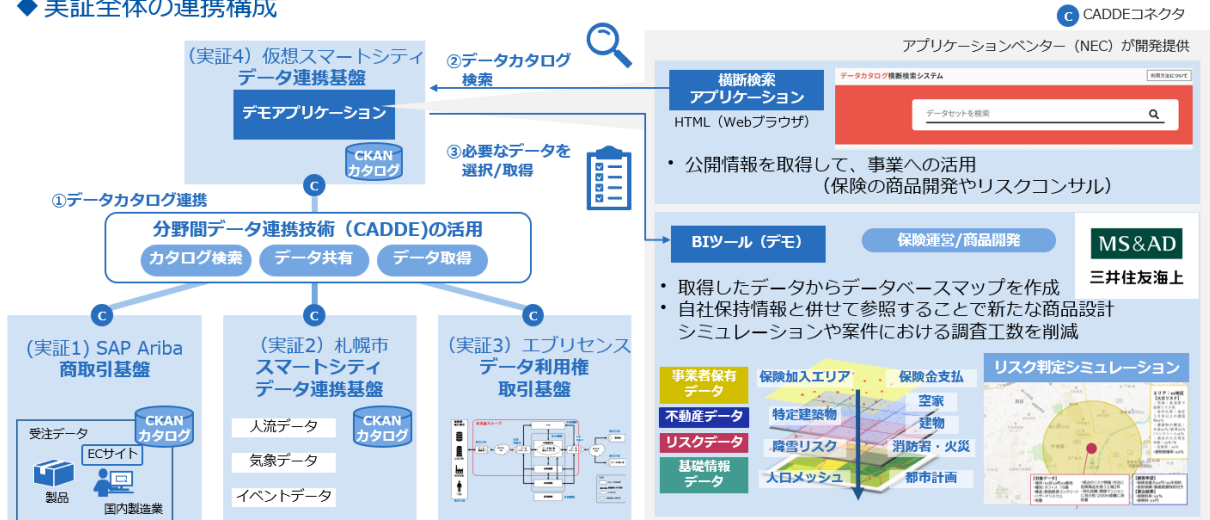 ◆ 実証全体の連携構成
C CADDEコネクタ
アプリケーションベンター（NEC）が開発提供
（実証4）仮想スマートシティ
データ連携基盤
デモアプリケーション
CKAN
カタログ
C
②データカタログ
検索
③必要なデータを
選択/取得
①データカタログ連携
分野間データ連携技術（CADDE)の活用
カタログ検索
データ共有
データ取得
C
C
C
(実証1) SAP Ariba
商取引基盤
CKAN
カタログ
受注データ
ECサイト
製品
国内製造業
（実証2）札幌市
スマートシティ
データ連携基盤
CKAN
カタログ
人流データ
気象データ
イベントデータ
（実証3）エブリセンス
データ利用権
取引基盤
横断検索
アプリケーション
HTML（Webブラウザ）
データカタログ横断検索システム
利用方法について
データセットを検索
• 公開情報を取得して、事業への活用
（保険の商品開発やリスクコンサル）
BIツール（デモ）
保険運営/商品開発
MS&AD
三井住友海上
• 取得したデータからデータベースマップを作成
• 自社保持情報と併せて参照することで新たな商品設計
シミュレーションや案件における調査工数を削減
事業者保有
データ
不動産データ
リスクデータ
基礎情報
データ
保険加入エリア
保険金支払
空家
特定建築物
建物
降雪リスク
消防署・火災
人口メッシュ
都市計画
リスク判定シミュレーション